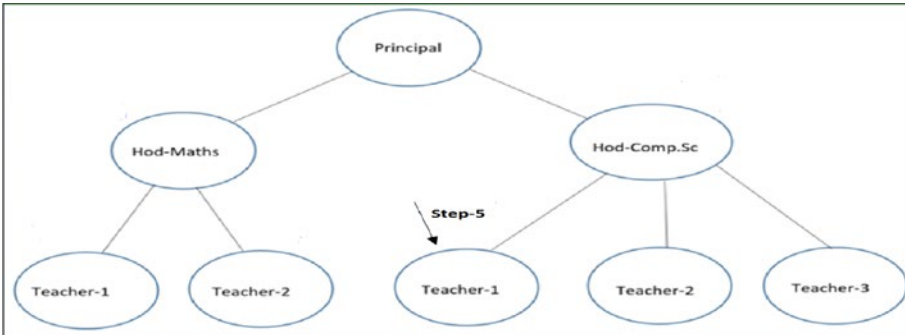 Principal
Hod-Maths
Hod-Comp.Sc
Step-5
Teacher-1
Teacher-2
Teacher-1
Teacher-2
Teacher-3